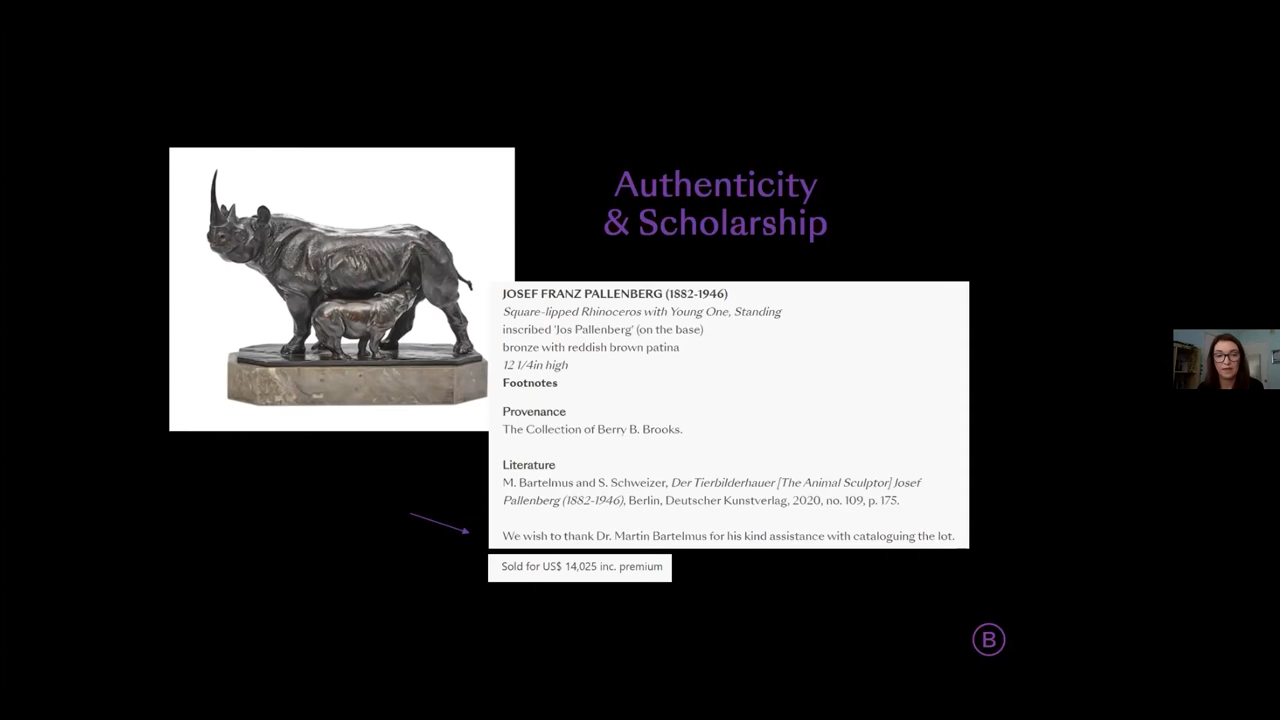 Authenticity
& Scholarship
JOSEF FRANZ PALLENBERG (1882-1946)
Square-lipped Rhinoceros with Young One, Standing
inscribed 'Jos Pallenberg' (on the base)
bronze with reddish brown patina
12 1/4in high
Footnotes
Provenance
The Collection of Berry B. Brooks.
Literature
M. Bartelmus and S. Schweizer, Der Tierbilderhauer [The Animal Sculptor] Josef
Pallenberg (1882-1946), Berlin, Deutscher Kunstverlag, 2020, no. 109, p. 175.
We wish to thank Dr. Martin Bartelmus for his kind assistance with cataloguing the lot.
Sold for US$ 14,025 inc. premium
B